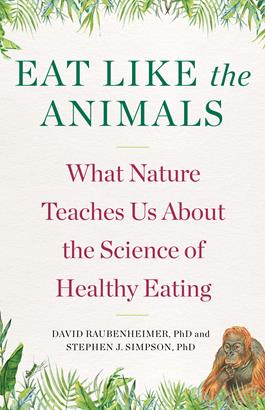 EAT LIKE the
ANIMALS
What Nature
Teaches Us About
the Science of
Healthy Eating
DAVID RAUBENHEIMER, PhD and
STEPHEN J. SIMPSON, PhD